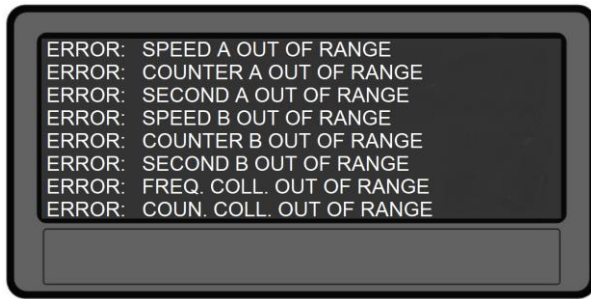 ERROR: SPEED A OUT OF RANGE
ERROR: COUNTER A OUT OF RANGE
ERROR: SECOND A OUT OF RANGE
ERROR: SPEED B OUT OF RANGE
ERROR: COUNTER B OUT OF RANGE
ERROR: SECOND B OUT OF RANGE
ERROR: FREQ. COLL. OUT OF RANGE
ERROR: COUN. COLL. OUT OF RANGE